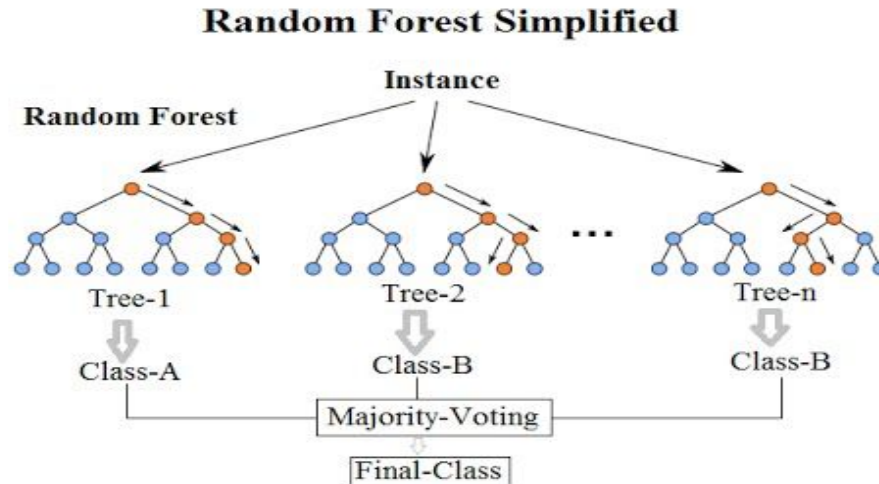 Random Forest Simplified
Instance
Random Forest
...
Tree-1
Tree-2
Tree-n
Class-A
Class-B
Class-B
Majority-Voting
Final-Class